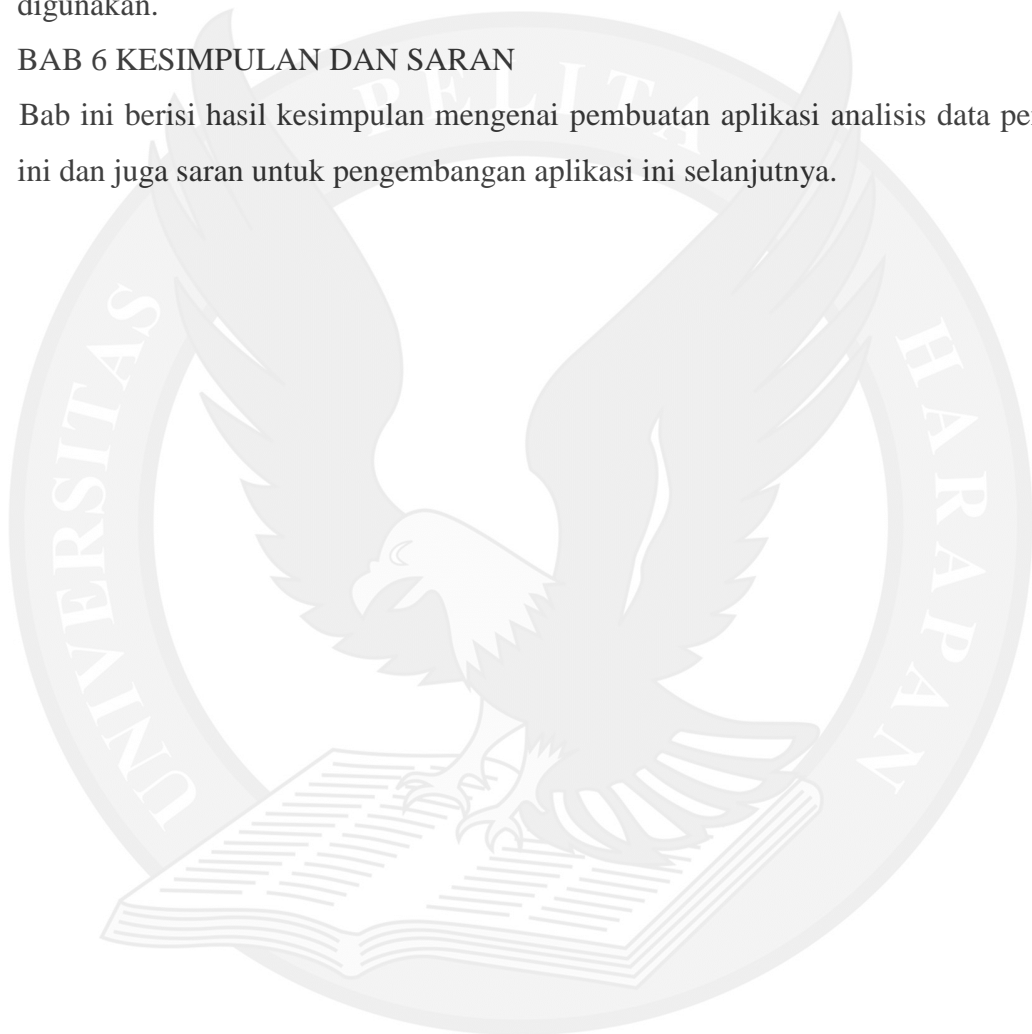 digunakan.
BAB 6 KESIMPULAN DAN SARAN
Bab ini berisi hasil kesimpulan mengenai pembuatan aplikasi analisis data
ini dan juga saran untuk pengembangan aplikasi ini selanjutnya.
UNIVERSITAS PELITA HARAPAN